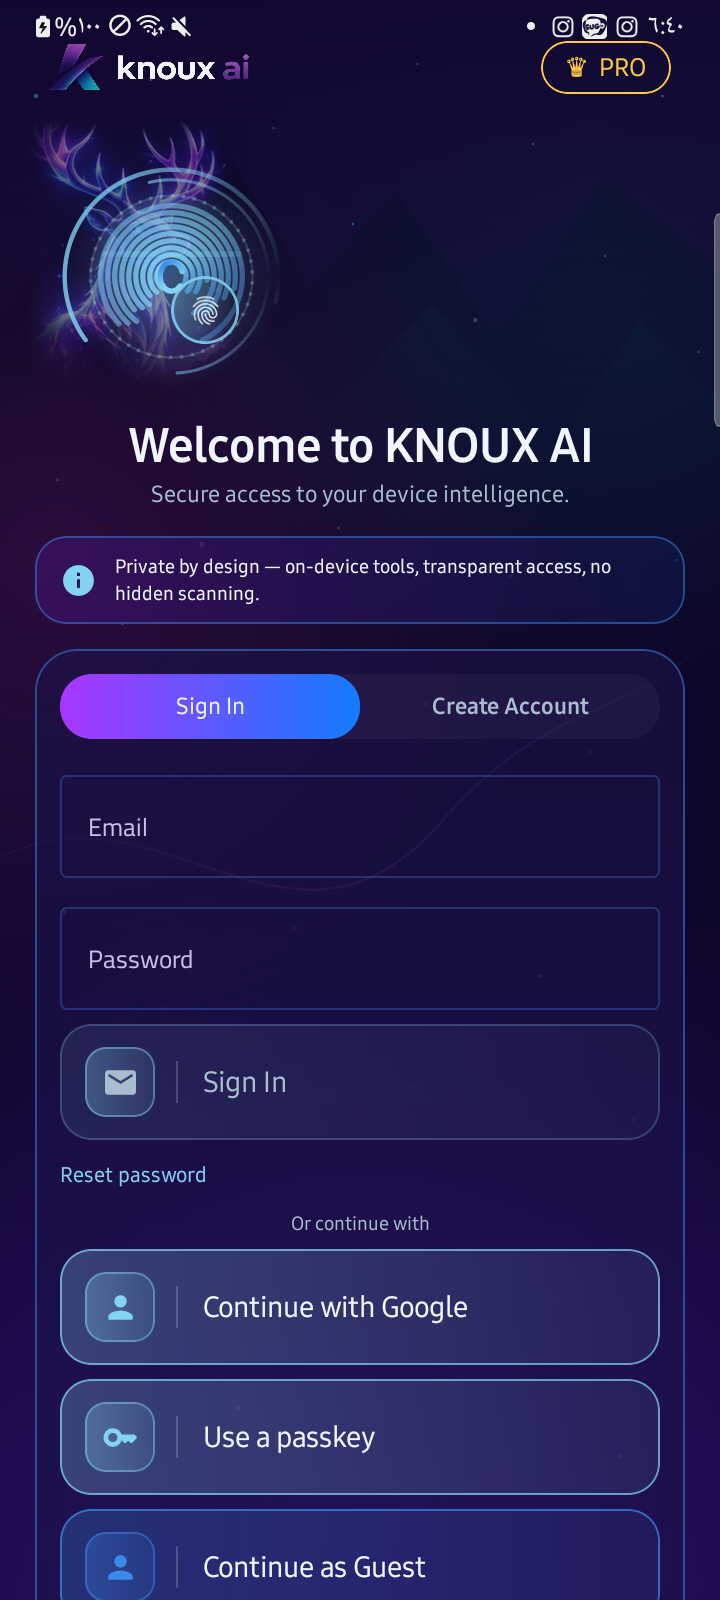 %١٠٠
٦:٤٠
knoux ai
PRO
Welcome to KNOUX AI
Secure access to your device intelligence.
Private by design — on-device tools, transparent access, no
hidden scanning.
Sign In
Create Account
Email
Password
Sign In
Reset password
Or continue with
Continue with Google
Use a passkey
Continue as Guest